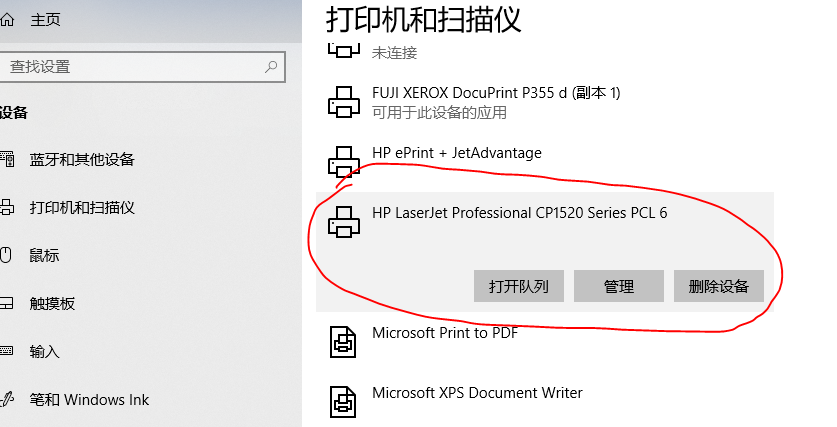 主页
查找设置
设备
蓝牙和其他设备
打印机和扫描仪
鼠标
触摸板
输入
笔和 Windows Ink
打印机和扫描仪
未连接
FUJI XEROX DocuPrint P355 d (副本 1)
可用于此设备的应用
HP ePrint + JetAdvantage
HP LaserJet Professional CP1520 Series PCL 6
打开队列
管理
删除设备
Microsoft Print to PDF
Microsoft XPS Document Writer